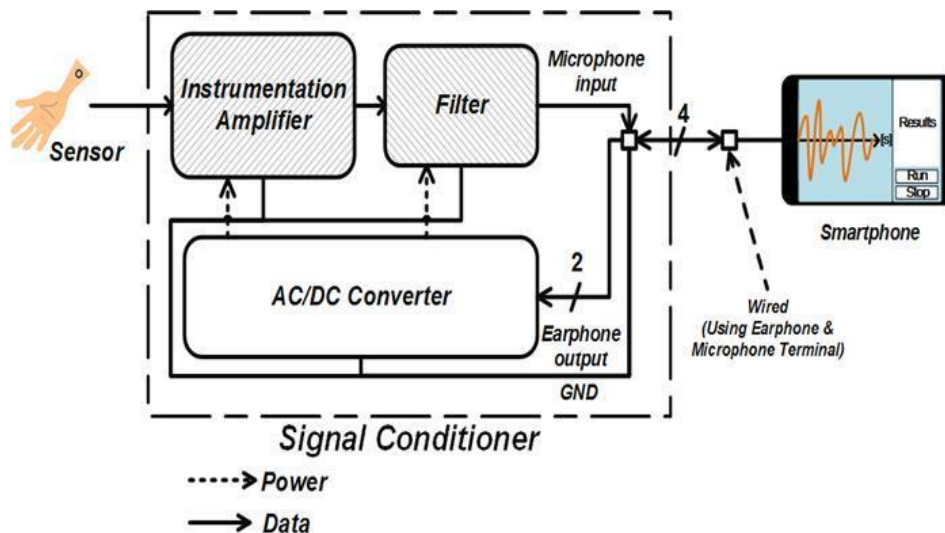 Instrumentation
Amplifier
Filter
Microphone
input
Sensor
4
[s]
Results
Run
Stop
Smartphone
AC/DC Converter
2
Earphone
output
GND
Wired
(Using Earphone &
Microphone Terminal)
Signal Conditioner
Power
Data